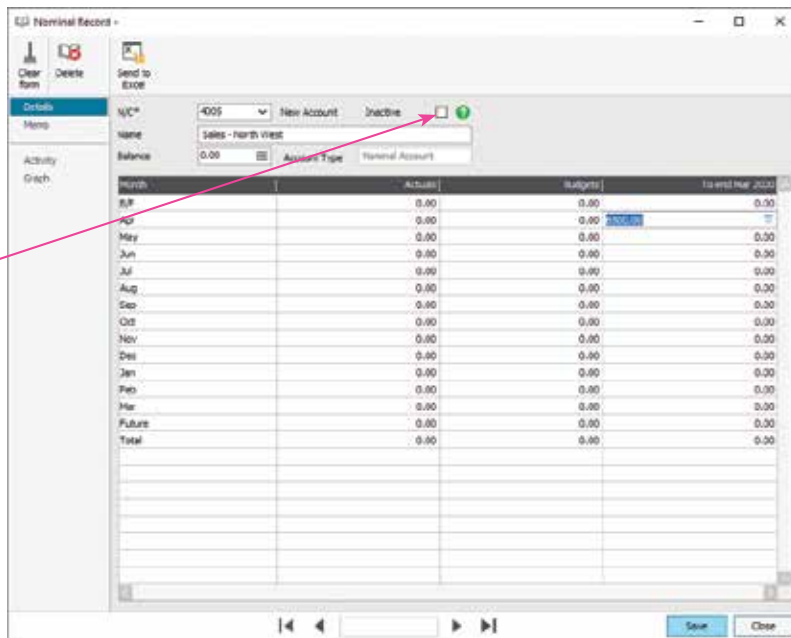 Nominal Record -
Clear form
Delete
Send to Excel
Details
Memo
Activity
Graph
N/C* 4005 New Account Inactive
Name Sales - North West
Balance 0.00 Account Type Nominal Account
Month Actuals Budgets To end Mar 2020
B/F 0.00 0.00 0.00
Apr 0.00 0.00
May 0.00 0.00 0.00
Jun 0.00 0.00 0.00
Jul 0.00 0.00 0.00
Aug 0.00 0.00 0.00
Sep 0.00 0.00 0.00
Oct 0.00 0.00 0.00
Nov 0.00 0.00 0.00
Dec 0.00 0.00 0.00
Jan 0.00 0.00 0.00
Feb 0.00 0.00 0.00
Mar 0.00 0.00 0.00
Future 0.00 0.00 0.00
Total 0.00 0.00 0.00
Save Close